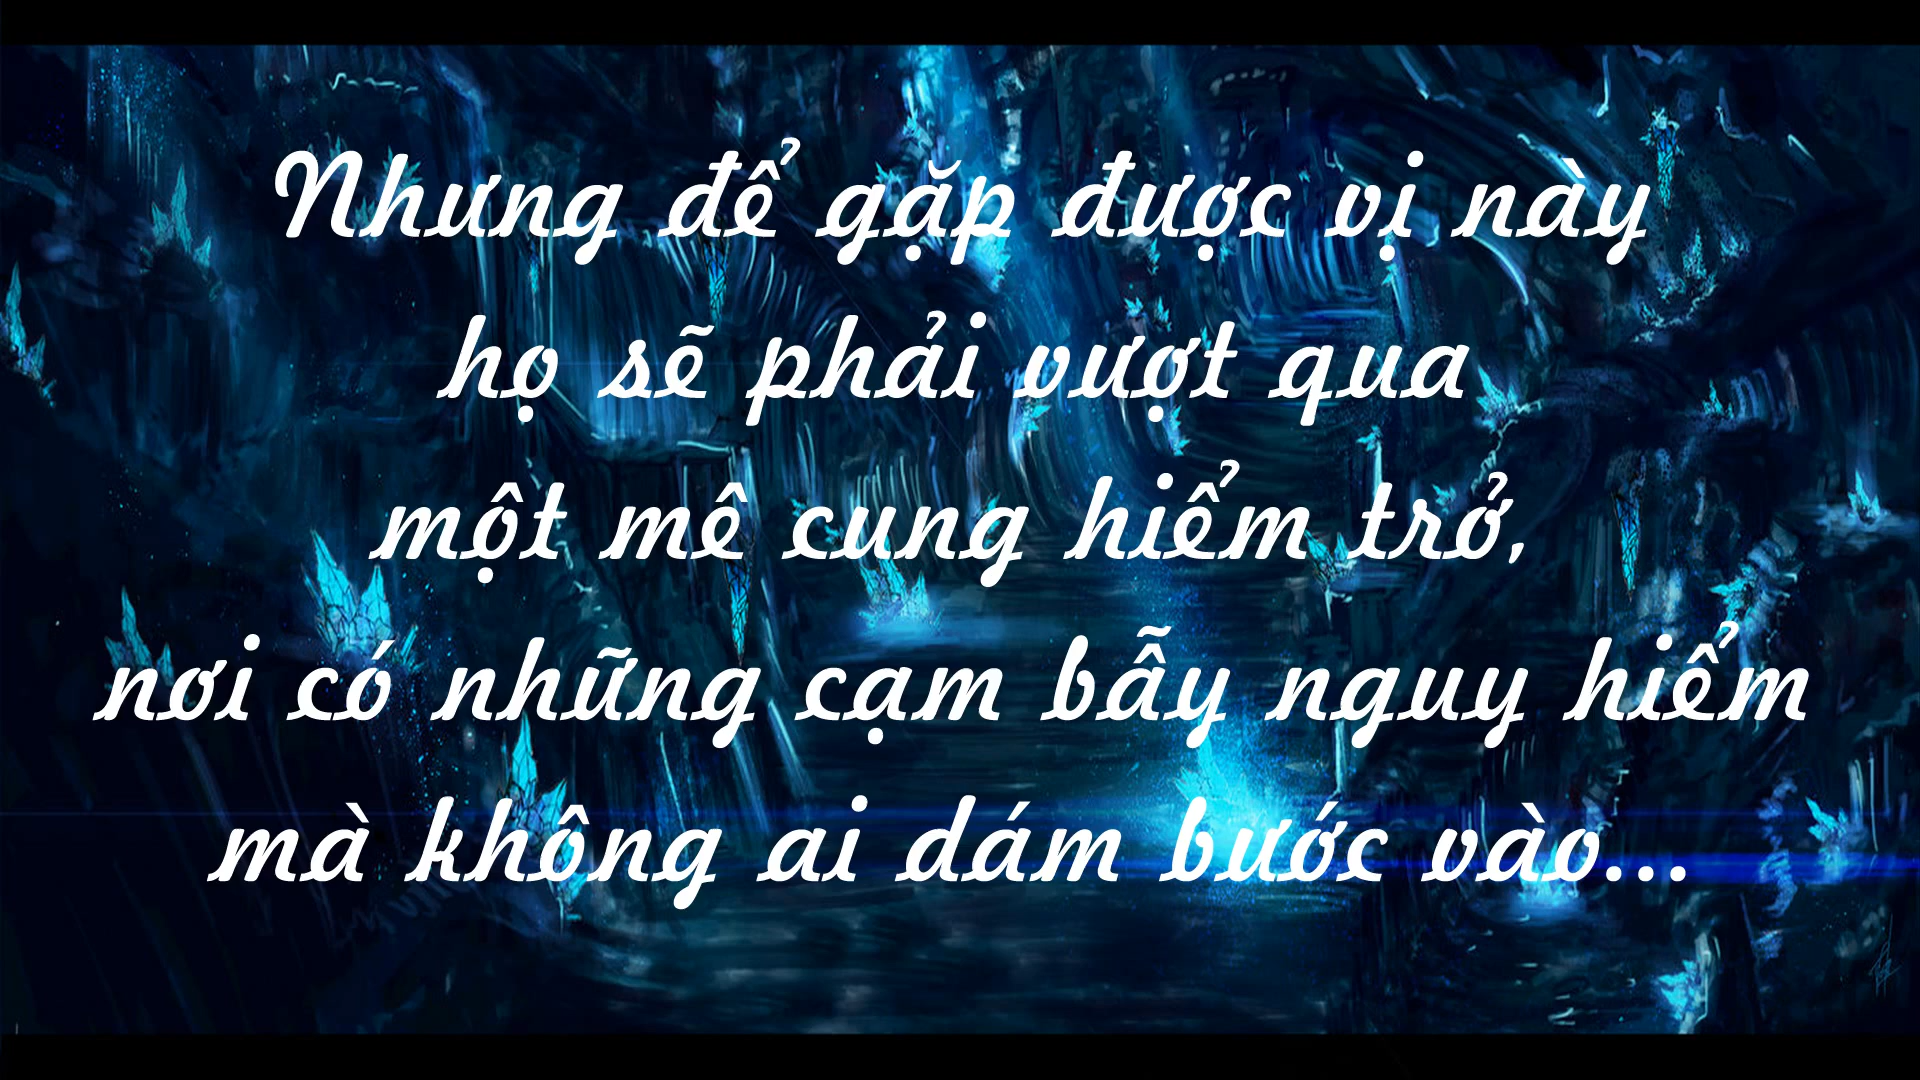 Nhưng để gặp được vị này
họ sẽ phải vượt qua
một mê cung hiểm trở,
nơi có những cạm bẫy nguy hiểm
mà không ai dám bước vào...